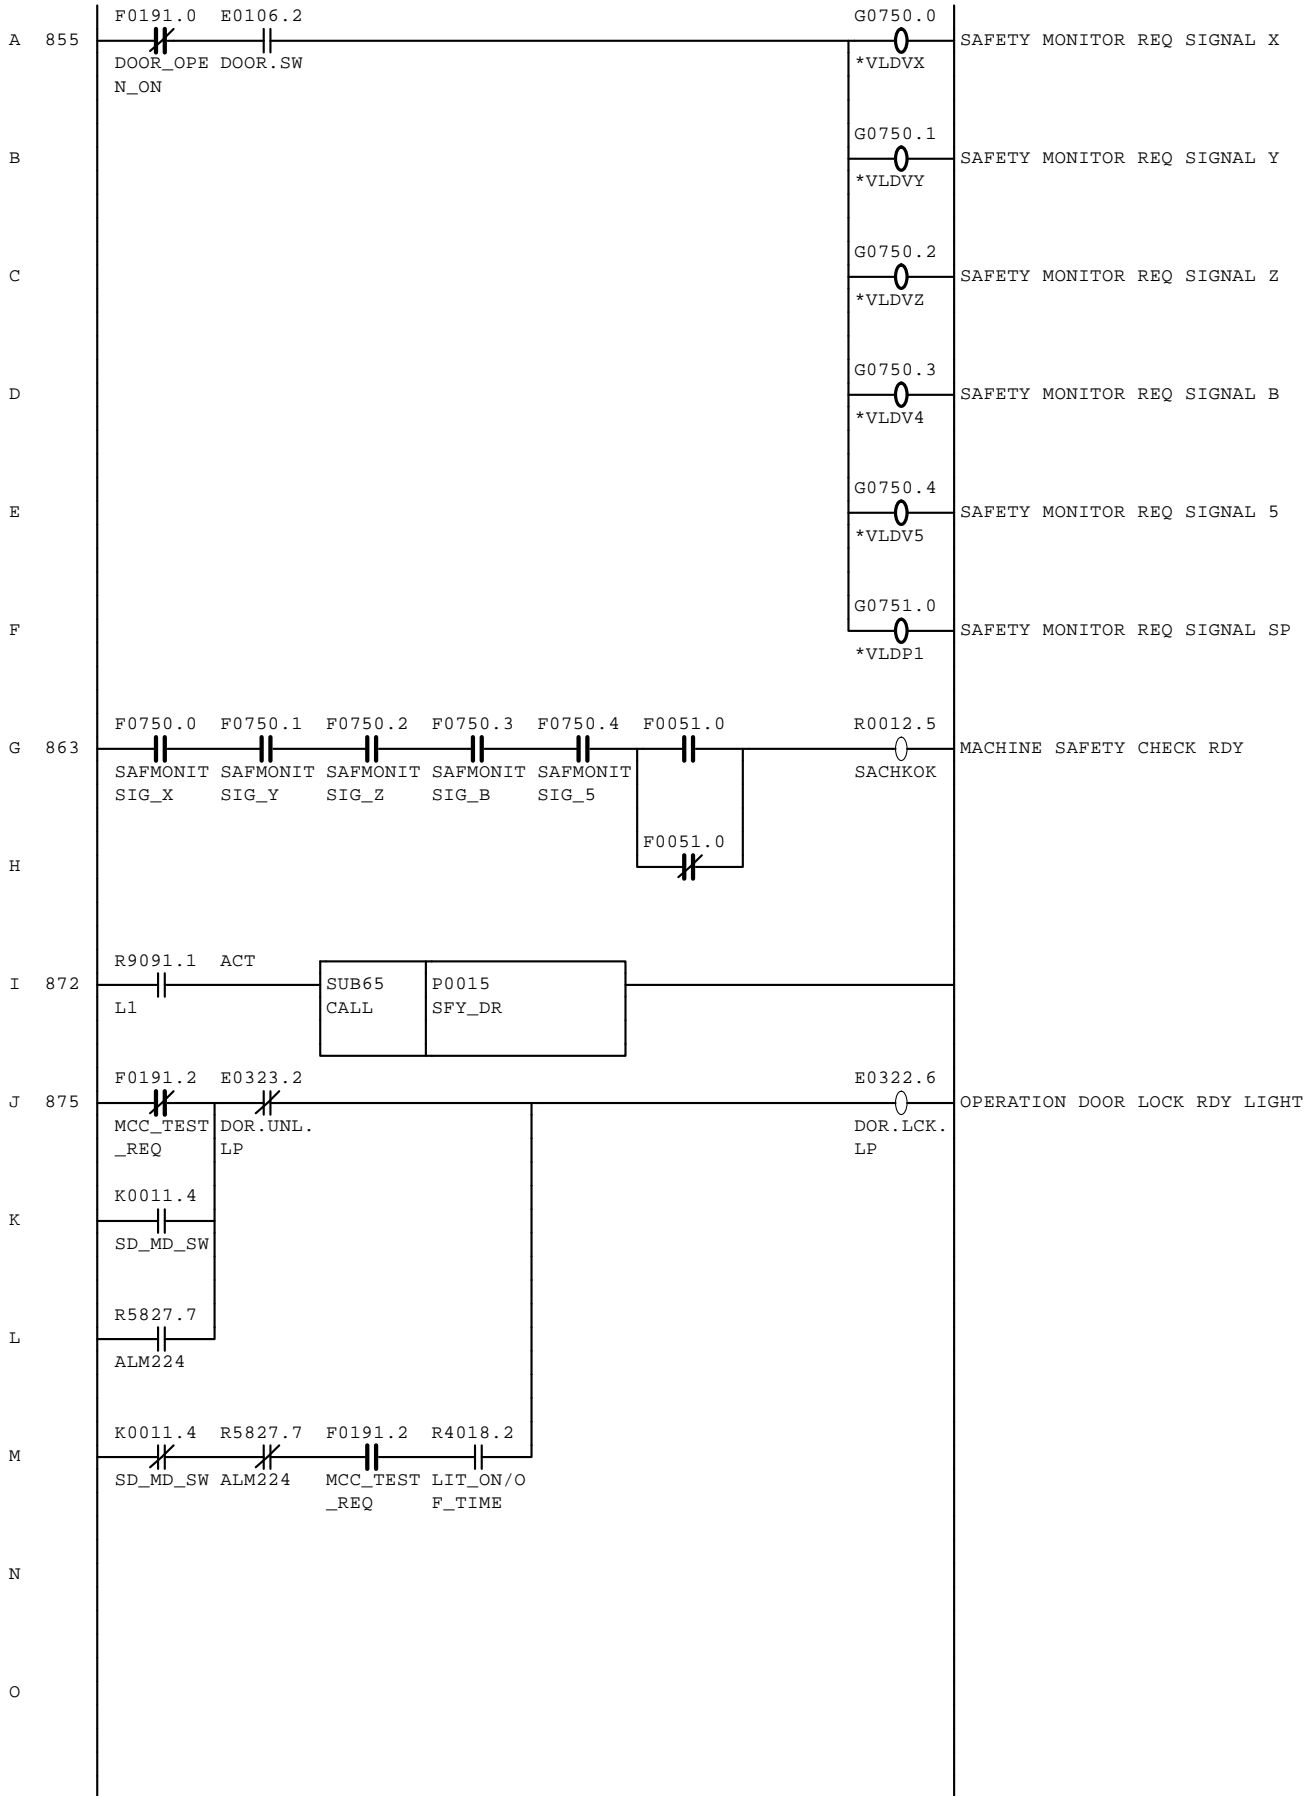 F0191.0 E0106.2 G0750.0
A 855 SAFETY MONITOR REQ SIGNAL X
DOOR_OPE DOOR.SW *VLDVX
N_ON
G0750.1
B SAFETY MONITOR REQ SIGNAL Y
*VLDVY
G0750.2
C SAFETY MONITOR REQ SIGNAL Z
*VLDVZ
G0750.3
D SAFETY MONITOR REQ SIGNAL B
*VLDV4
G0750.4
E SAFETY MONITOR REQ SIGNAL 5
*VLDV5
G0751.0
F SAFETY MONITOR REQ SIGNAL SP
*VLDP1
F0750.0 F0750.1 F0750.2 F0750.3 F0750.4 F0051.0 R0012.5
G 863 MACHINE SAFETY CHECK RDY
SAFMONIT SAFMONIT SAFMONIT SAFMONIT SAFMONIT SACHKOK
SIG_X SIG_Y SIG_Z SIG_B SIG_5
F0051.0
H
R9091.1 ACT
I 872 SUB65 P0015
L1 CALL SFY_DR
F0191.2 E0323.2 E0322.6
J 875 OPERATION DOOR LOCK RDY LIGHT
MCC_TEST DOR.UNL. DOR.LCK.
_REQ LP LP
K0011.4
K
SD_MD_SW
R5827.7
L
ALM224
K0011.4 R5827.7 F0191.2 R4018.2
M
SD_MD_SW ALM224 MCC_TEST LIT_ON/O
_REQ F_TIME
N
O